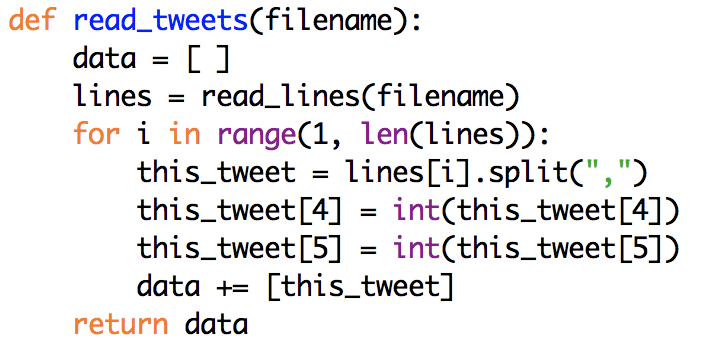 def read_tweets(filename):
    data = [ ]
    lines = read_lines(filename)
    for i in range(1, len(lines)):
        this_tweet = lines[i].split(",")
        this_tweet[4] = int(this_tweet[4])
        this_tweet[5] = int(this_tweet[5])
        data += [this_tweet]
    return data